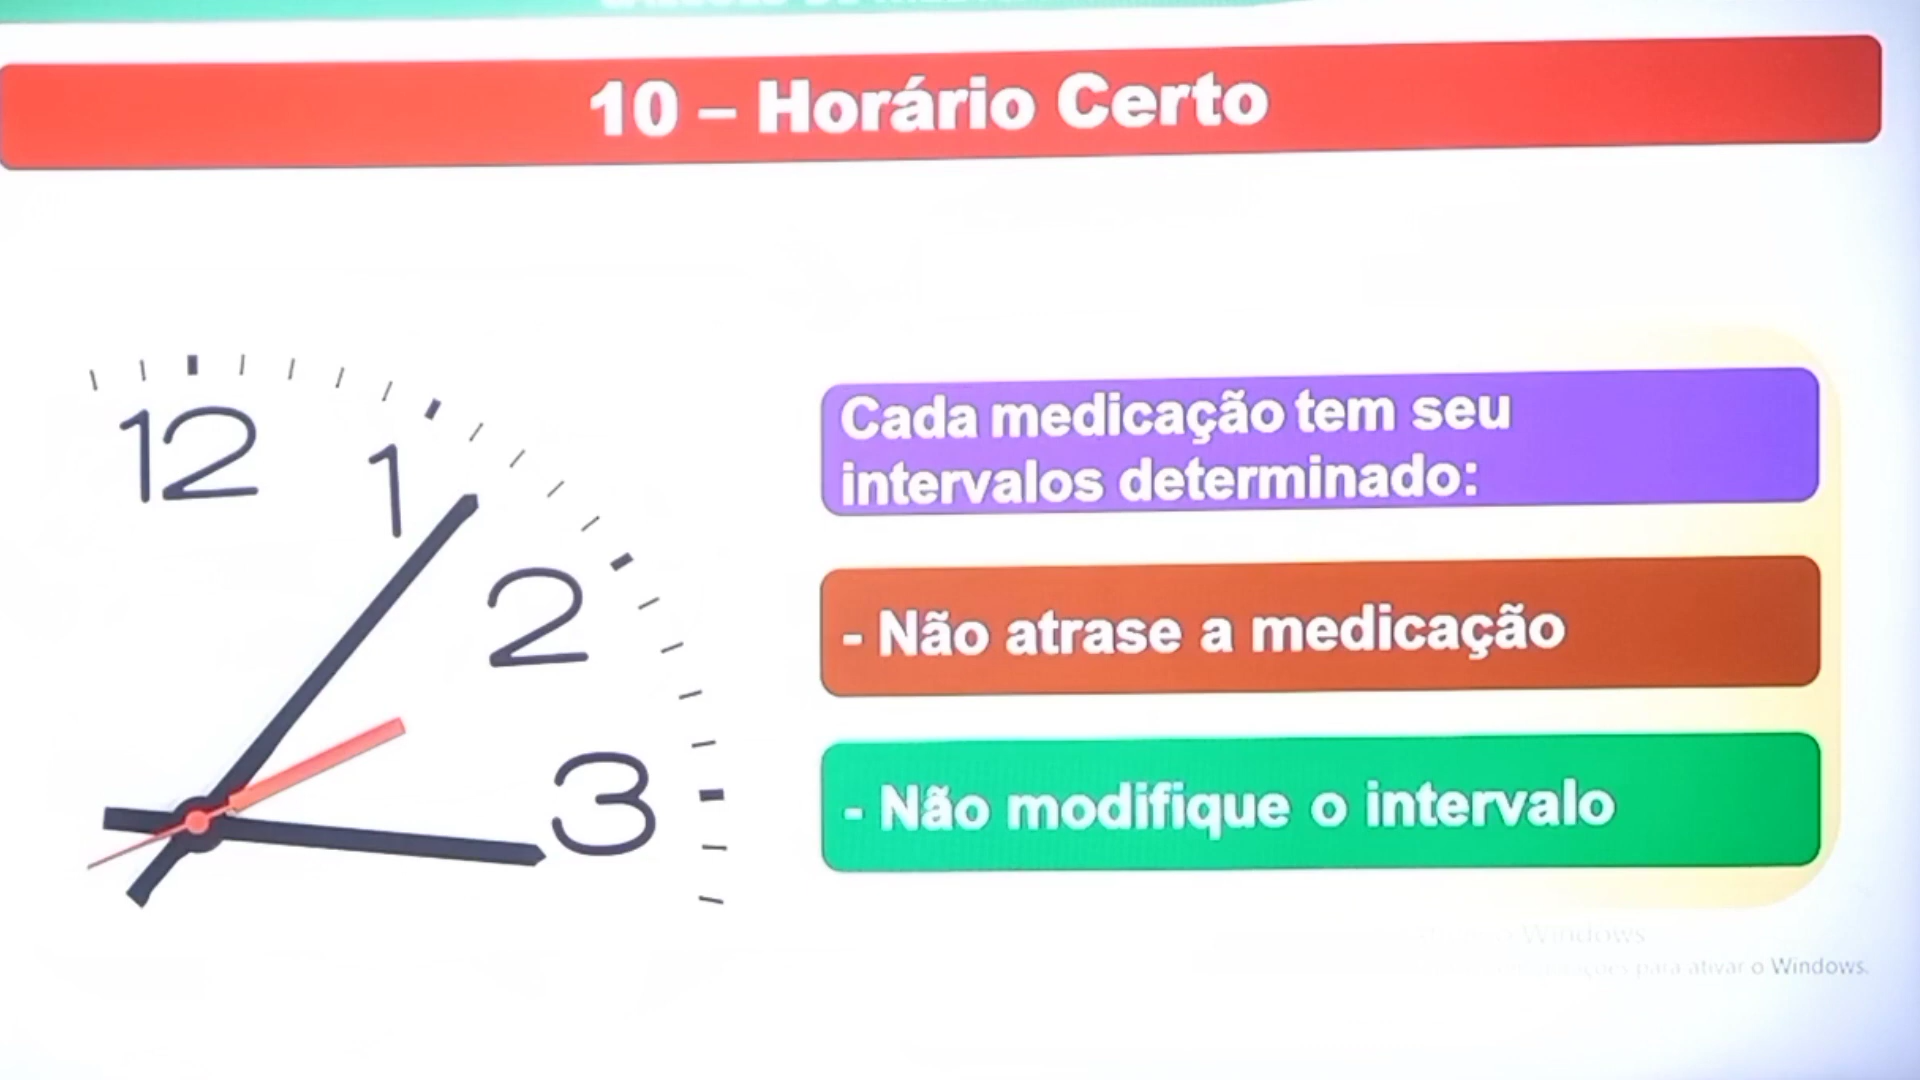 10 – Horário Certo
12
1
2
3
Cada medicação tem seu
intervalos determinado:
- Não atrase a medicação
- Não modifique o intervalo
Windows
para ativar o Windows.